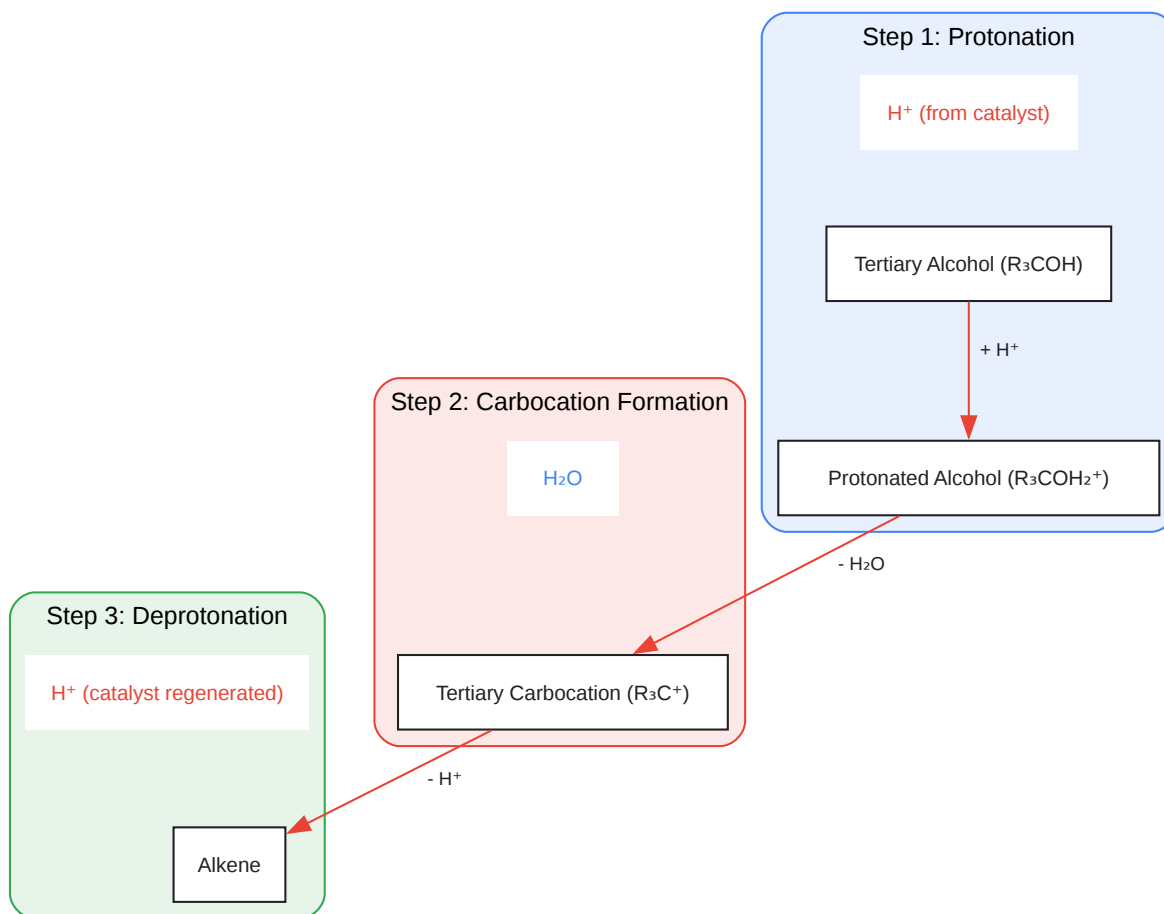 Step 1: Protonation
H⁺ (from catalyst)
Tertiary Alcohol (R₃COH)
+ H⁺
Protonated Alcohol (R₃COH₂⁺)
- H₂O
Step 2: Carbocation Formation
H₂O
Tertiary Carbocation (R₃C⁺)
- H⁺
Step 3: Deprotonation
H⁺ (catalyst regenerated)
Alkene